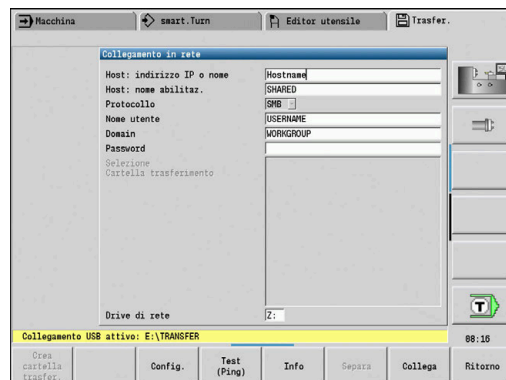 Macchina
smart.Turn
Editor utensile
Trasfer.
Collegamento in rete
Host: indirizzo IP o nome
Hostname
Host: nome abilitaz.
SHARED
Protocollo
SMB
Nome utente
USERNAME
Domain
WORKGROUP
Password
Selezione
Cartella trasferimento
Drive di rete
Z:
T
Collegamento USB attivo: E:\TRANSFER
08:16
Crea
cartella
trasfer.
Config.
Test
(Ping)
Info
Separa
Collega
Ritorno